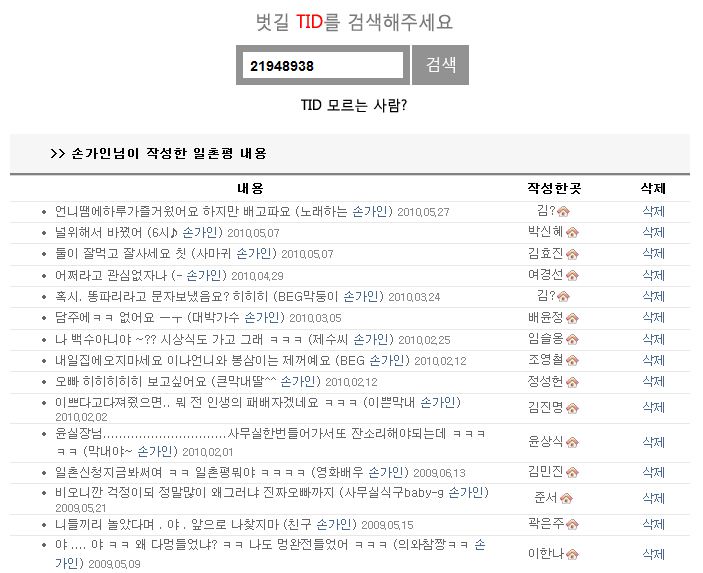 벗길 TID를 검색해주세요
21948938 검색
TID 모르는 사람?
>> 손가인님이 작성한 일촌평 내용
내용 작성한곳 삭제
• 언니땜에하루가즐거웠어요 하지만 배고파요 (노래하는 손가인) 2010,05,27 김? 삭제
• 널위해서 바꿨어 (6시♪ 손가인) 2010,05,07 박신혜 삭제
• 둘이 잘먹고 잘사세요 칫 (사마귀 손가인) 2010,05,07 김효진 삭제
• 어쩌라고 관심없자나 (- 손가인) 2010,04,29 여경선 삭제
• 혹시. 똥파리라고 문자보냈음요? 히히히 (BEG막둥이 손가인) 2010,03,24 김? 삭제
• 담주에ㅋㅋ 없어요 ㅡㅜ (대박가수 손가인) 2010,03,05 배윤정 삭제
• 나 백수아니야 ~?? 시상식도 가고 그래 ㅋㅋㅋ (제수씨 손가인) 2010,02,25 임슬옹 삭제
• 내일집에오지마세요 이나언니와 봉삼이는 제꺼예요 (BEG 손가인) 2010,02,12 조영철 삭제
• 오빠 히히히히히 보고싶어요 (큰막내딸^^ 손가인) 2010,02,12 정성헌 삭제
• 이쁘다고다져줬으면.. 뭐 전 인생의 패배자겠네요 ㅋㅋㅋ (이쁜막내 손가인)
2010,02,02 김진명 삭제
• 윤실장님...............................사무실한번들어가서또 잔소리해야되는데 ㅋㅋㅋ
ㅋㅋ (막내야~ 손가인) 2010,02,01 윤상식 삭제
• 일촌신청지금봐써여 ㅋㅋ 일촌평뭐야 ㅋㅋㅋㅋ (영화배우 손가인) 2009,06,13 김민진 삭제
• 비오니깐 걱정이되 정말많이 왜그러냐 진짜오빠까지 (사무실식구baby-g 손가인)
2009,05,21 준서 삭제
• 니들끼리 놀았다며 . 야 . 앞으로 나찾지마 (친구 손가인) 2009,05,15 곽은주 삭제
• 야 .... 야 ㅋㅋ 왜 다멍들었냐? ㅋㅋ 나도 멍완전들었어 ㅋㅋㅋ (의와참짱ㅋㅋ 손
가인) 2009,05,09 이한나 삭제